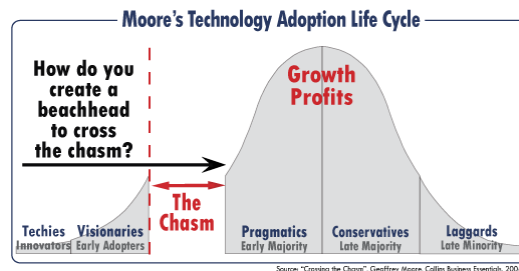 Moore's Technology Adoption Life Cycle
How do you
create a
beachhead
to cross
the chasm?
Growth
Profits
The
Chasm
Techies
Innovators
Visionaries
Early Adopters
Pragmatics
Early Majority
Conservatives
Late Majority
Laggards
Late Minority
Source: "Crossing the Chasm", Geoffrey Moore, Collins Business Essentials,